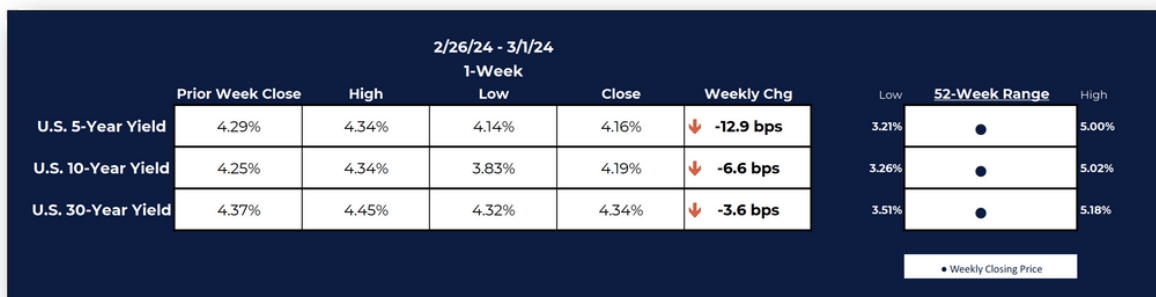 2/26/24 - 3/1/24
1-Week
Prior Week Close High Low Close Weekly Chg Low 52-Week Range High
U.S. 5-Year Yield 4.29% 4.34% 4.14% 4.16% -12.9 bps 3.21% 5.00%
U.S. 10-Year Yield 4.25% 4.34% 3.83% 4.19% -6.6 bps 3.26% 5.02%
U.S. 30-Year Yield 4.37% 4.45% 4.32% 4.34% -3.6 bps 3.51% 5.18%
● Weekly Closing Price